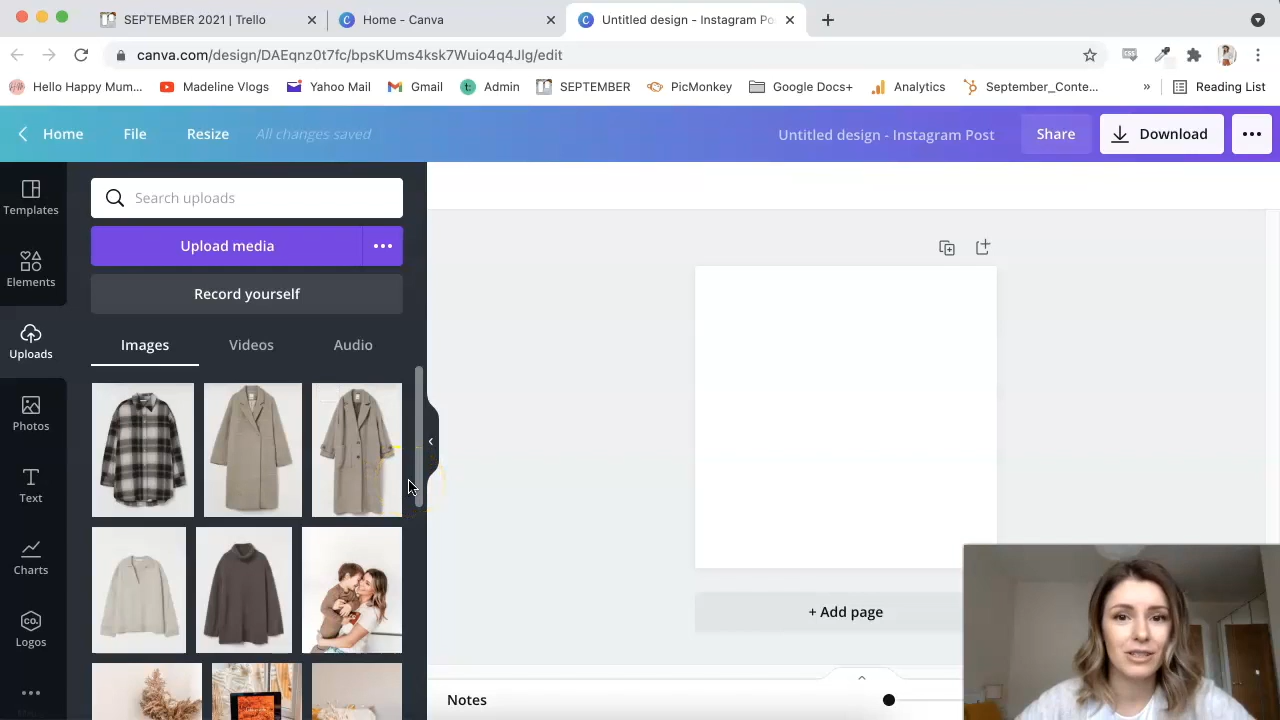 SEPTEMBER 2021 | Trello
Home - Canva
Untitled design - Instagram Po
canva.com/design/DAEqnz0t7fc/bpsKUms4ksk7Wuio4q4Jlg/edit
Hello Happy Mum...
Madeline Vlogs
Yahoo Mail
Gmail
Admin
SEPTEMBER
PicMonkey
Google Docs+
Analytics
September_Conte...
»
Reading List
Home
File
Resize
All changes saved
Untitled design - Instagram Post
Share
Download
Templates
Elements
Uploads
Photos
Text
Charts
CO.
Logos
Search uploads
Upload media
Record yourself
Images
Videos
Audio
+ Add page
Notes